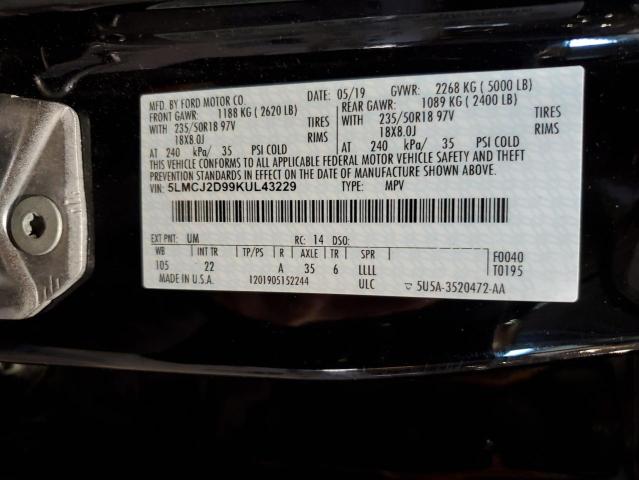 MFD. BY FORD MOTOR CO.
DATE: 05/19 GVWR: 2268 KG ( 5000 LB)
FRONT GAWR: 1188 KG ( 2620 LB) REAR GAWR: 1089 KG ( 2400 LB)
WITH 235/50R18 97V TIRES WITH 235/50R18 97V TIRES
18X8.0J RIMS 18X8.0J RIMS
AT 240 kPa/ 35 PSI COLD AT 240 kPa/ 35 PSI COLD
THIS VEHICLE CONFORMS TO ALL APPLICABLE FEDERAL MOTOR VEHICLE SAFETY AND THEFT
PREVENTION STANDARDS IN EFFECT ON THE DATE OF MANUFACTURE SHOWN ABOVE.
VIN: 5LMCJ2D99KUL43229 TYPE: MPV
EXT PNT: UM RC: 14 DSO: F0040
WB INT TR TP/PS R AXLE TR SPR T0195
105 22 A 35 6 LLLL
MADE IN U.S.A. 1201905152244 ULC 5U5A-3520472-AA